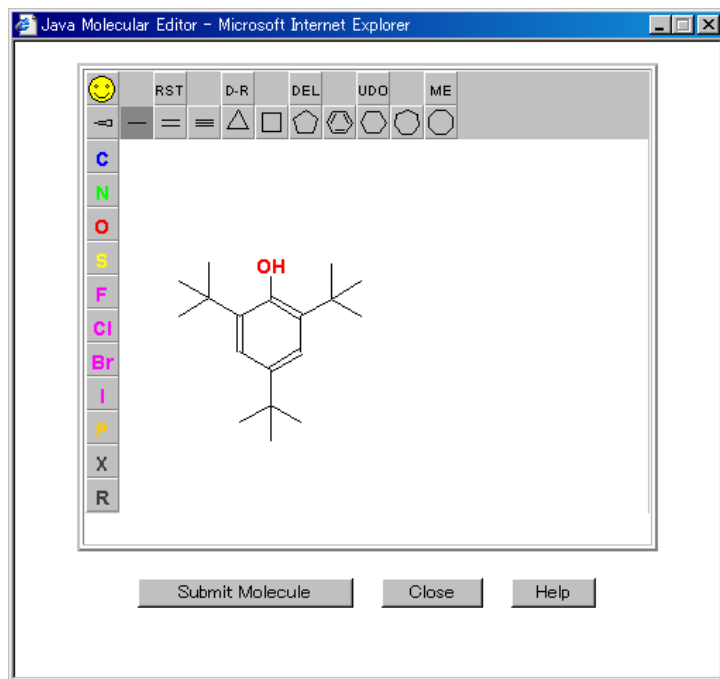 Java Molecular Editor - Microsoft Internet Explorer
RST D-R DEL UDO ME
C
N
O
S
F
Cl
Br
I
P
X
R
OH
Submit Molecule Close Help